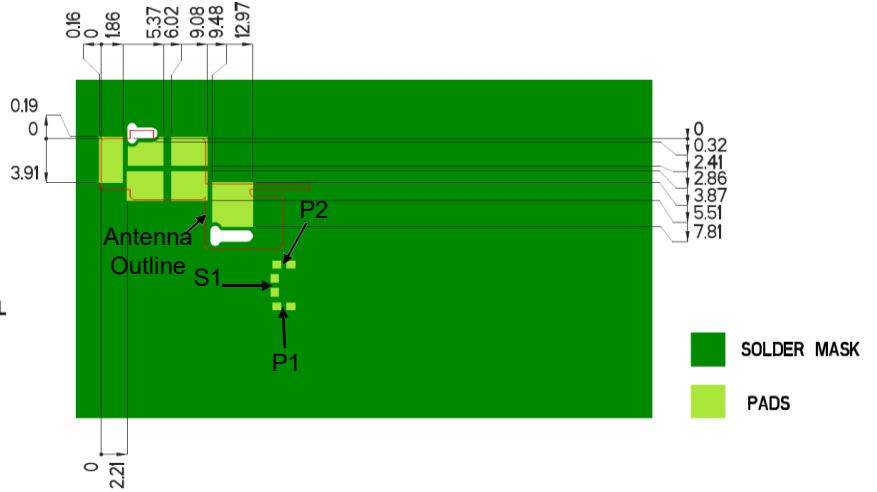 0.16
0
1.86
5.37
6.02
9.08
9.48
12.97
0.19
0
3.91
0
0.32
2.41
2.86
3.87
5.51
7.81
P2
Antenna
Outline
S1
P1
SOLDER MASK
PADS
0
2.21